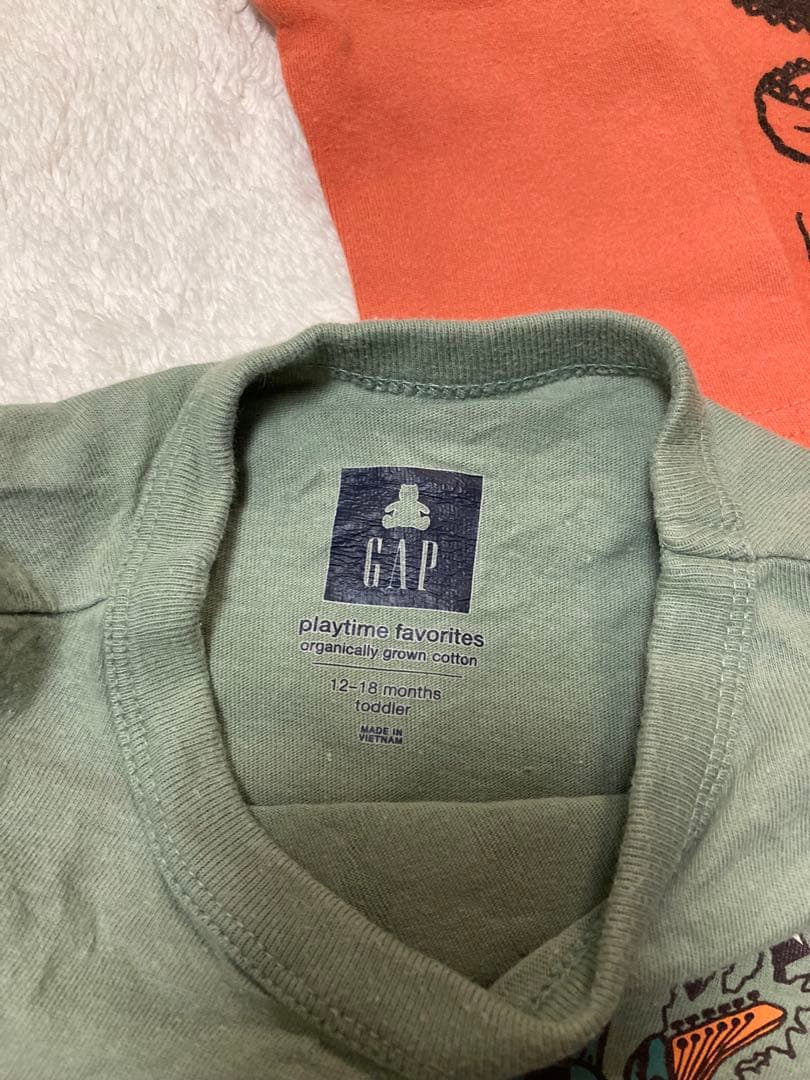 GAP
playtime favorites
organically grown cotton
12–18 months
toddler
MADE IN
VIETNAM